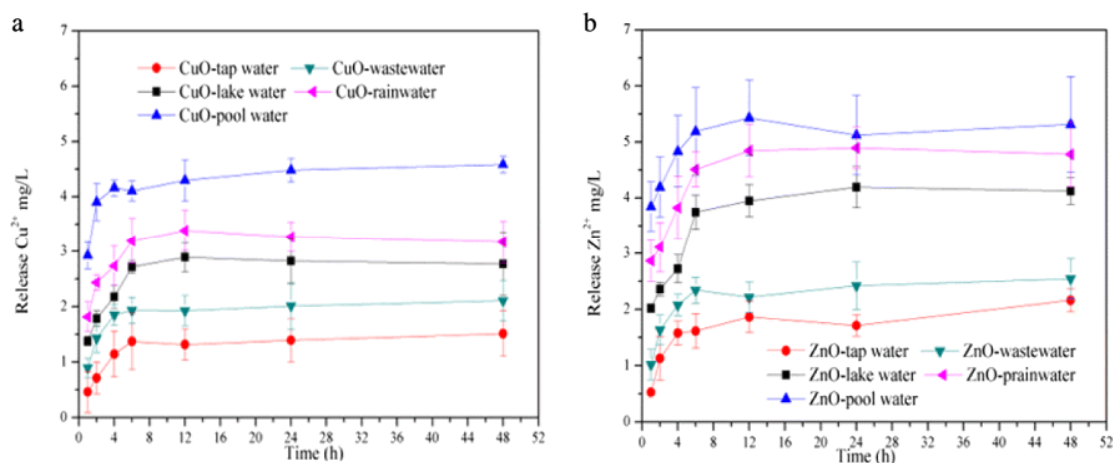 a
7
6
5
4
3
2
1
0
Release Cu²⁺ mg/L
CuO-tap water CuO-wastewater
CuO-lake water CuO-rainwater
CuO-pool water
0 4 8 12 16 20 24 28 32 36 40 44 48 52
Time (h)
b
7
6
5
4
3
2
1
0
Release Zn²⁺ mg/L
ZnO-tap water ZnO-wastewater
ZnO-lake water ZnO-prainwater
ZnO-pool water
0 4 8 12 16 20 24 28 32 36 40 44 48 52
Time (h)